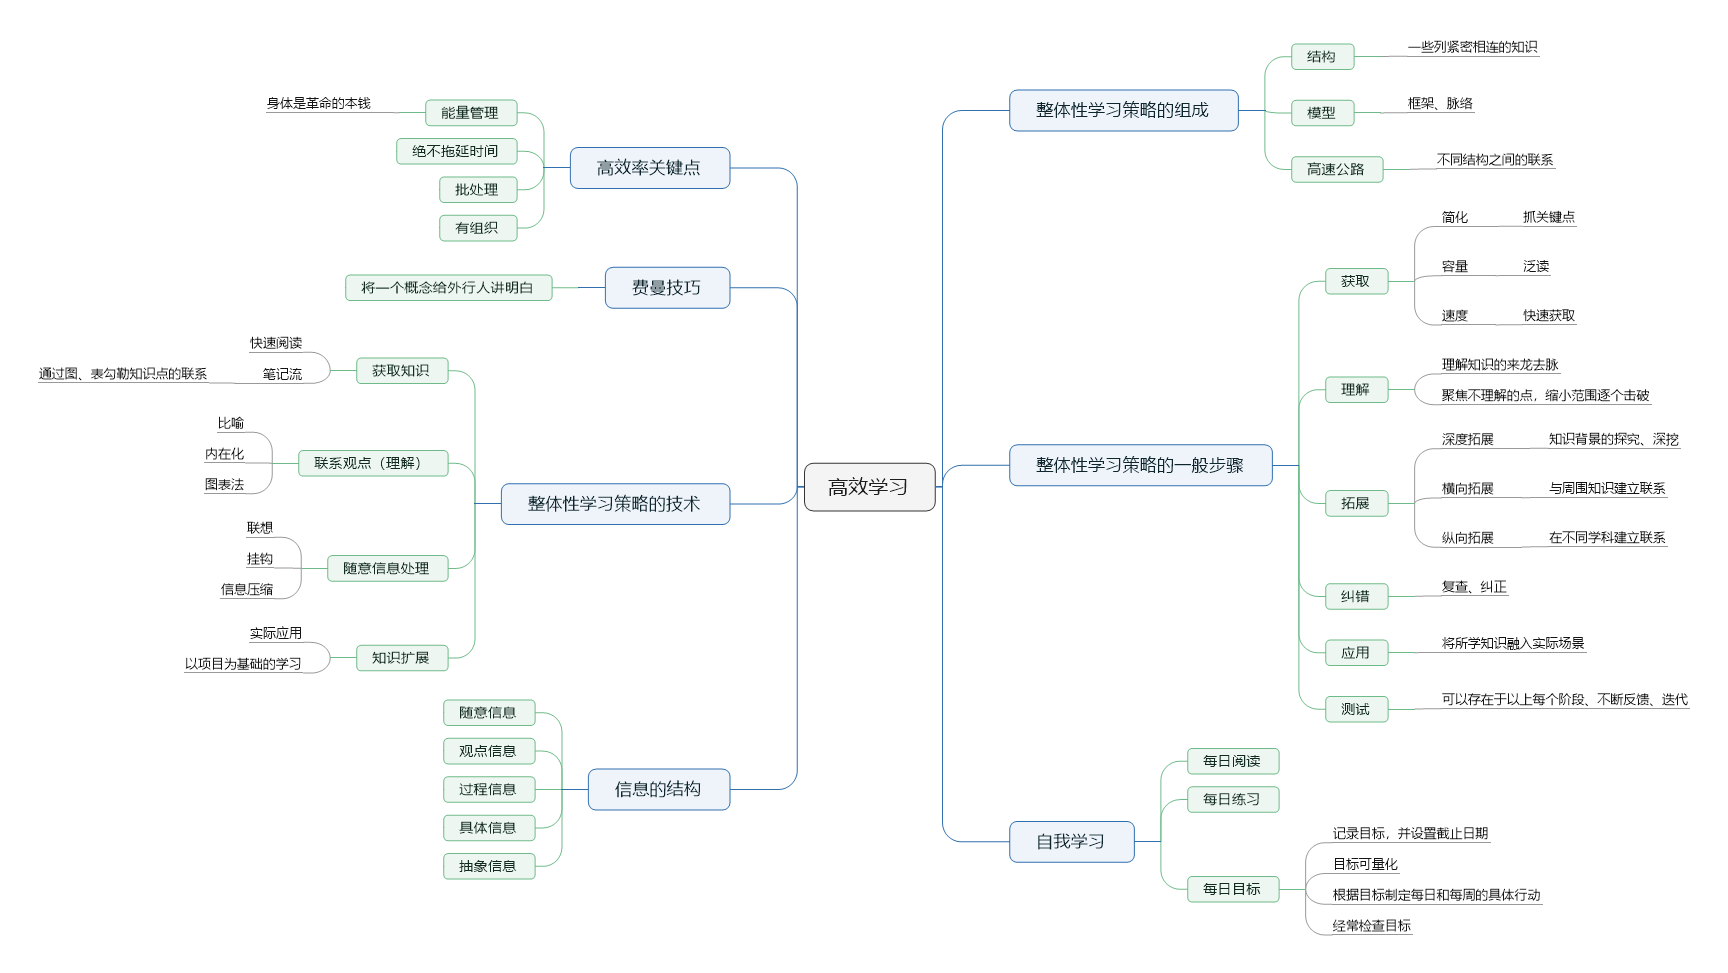 高效学习
整体性学习策略的组成
结构
一些列紧密相连的知识
模型
框架、脉络
高速公路
不同结构之间的联系
整体性学习策略的一般步骤
获取
简化
抓关键点
容量
泛读
速度
快速获取
理解
理解知识的来龙去脉
聚焦不理解的点，缩小范围逐个击破
拓展
深度拓展
知识背景的探究、深挖
横向拓展
与周围知识建立联系
纵向拓展
在不同学科建立联系
纠错
复查、纠正
应用
将所学知识融入实际场景
测试
可以存在于以上每个阶段、不断反馈、迭代
自我学习
每日阅读
每日练习
每日目标
记录目标，并设置截止日期
目标可量化
根据目标制定每日和每周的具体行动
经常检查目标
高效率关键点
能量管理
身体是革命的本钱
绝不拖延时间
批处理
有组织
费曼技巧
将一个概念给外行人讲明白
整体性学习策略的技术
获取知识
快速阅读
笔记流
通过图、表勾勒知识点的联系
联系观点（理解）
比喻
内在化
图表法
随意信息处理
联想
挂钩
信息压缩
知识扩展
实际应用
以项目为基础的学习
信息的结构
随意信息
观点信息
过程信息
具体信息
抽象信息